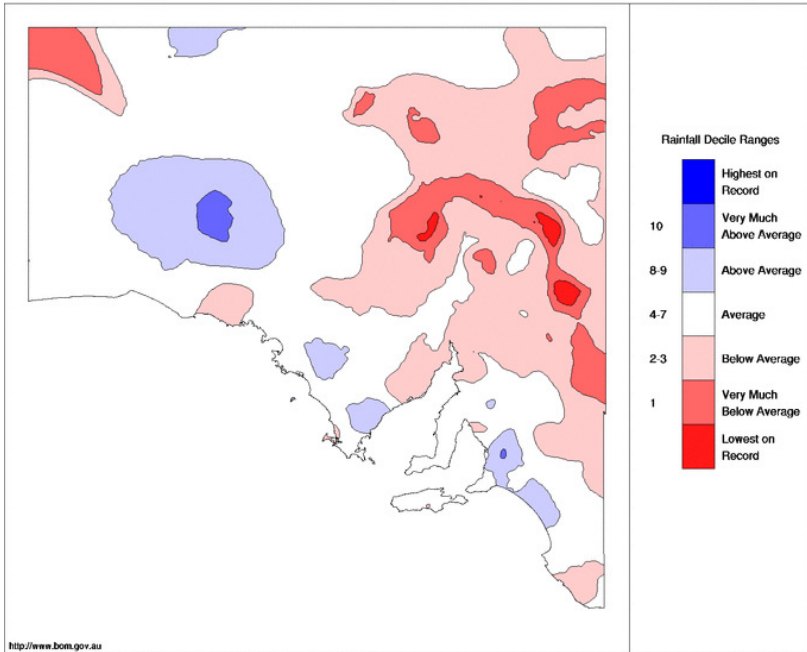 Rainfall Decile Ranges
Highest on
Record
10
Very Much
Above Average
8-9
Above Average
4-7
Average
2-3
Below Average
1
Very Much
Below Average
Lowest on
Record
http://www.bom.gov.au